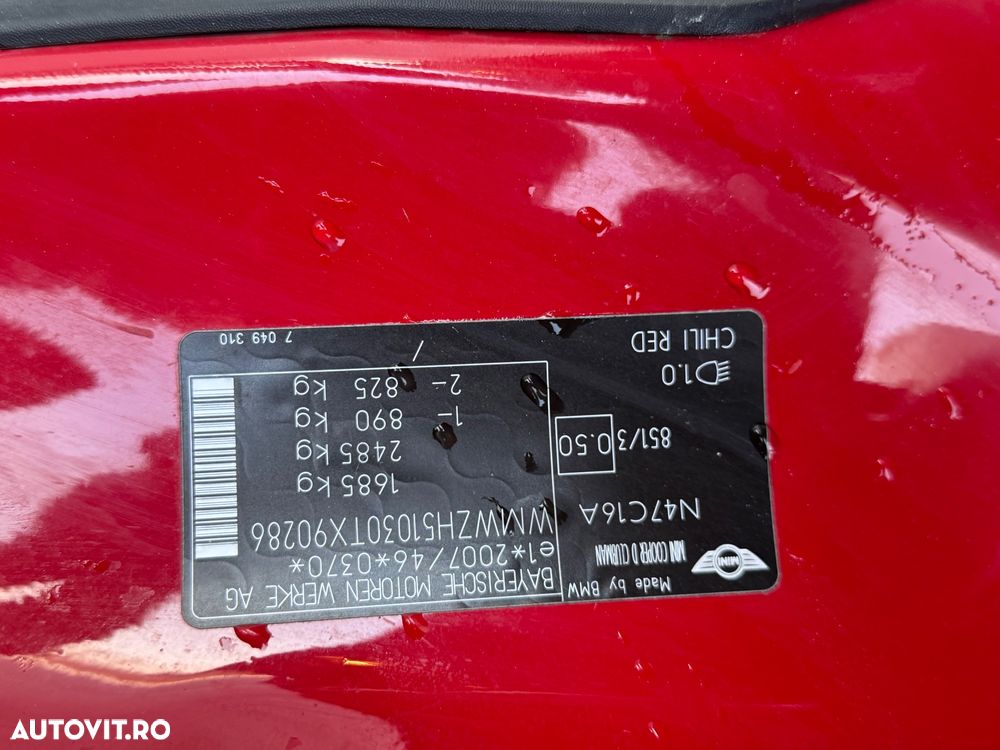 Made by BMW
MINI
MINI COOPER D CLUBMAN
N47C16A
851/3 0.50
1.0
CHILI RED
BAYERISCHE MOTOREN WERKE AG
e1*2007/46*0370*
WMWZH51030TX90286
1685 kg
2485 kg
1- 890 kg
2- 825 kg
/
7 049 310
AUTOVIT.RO